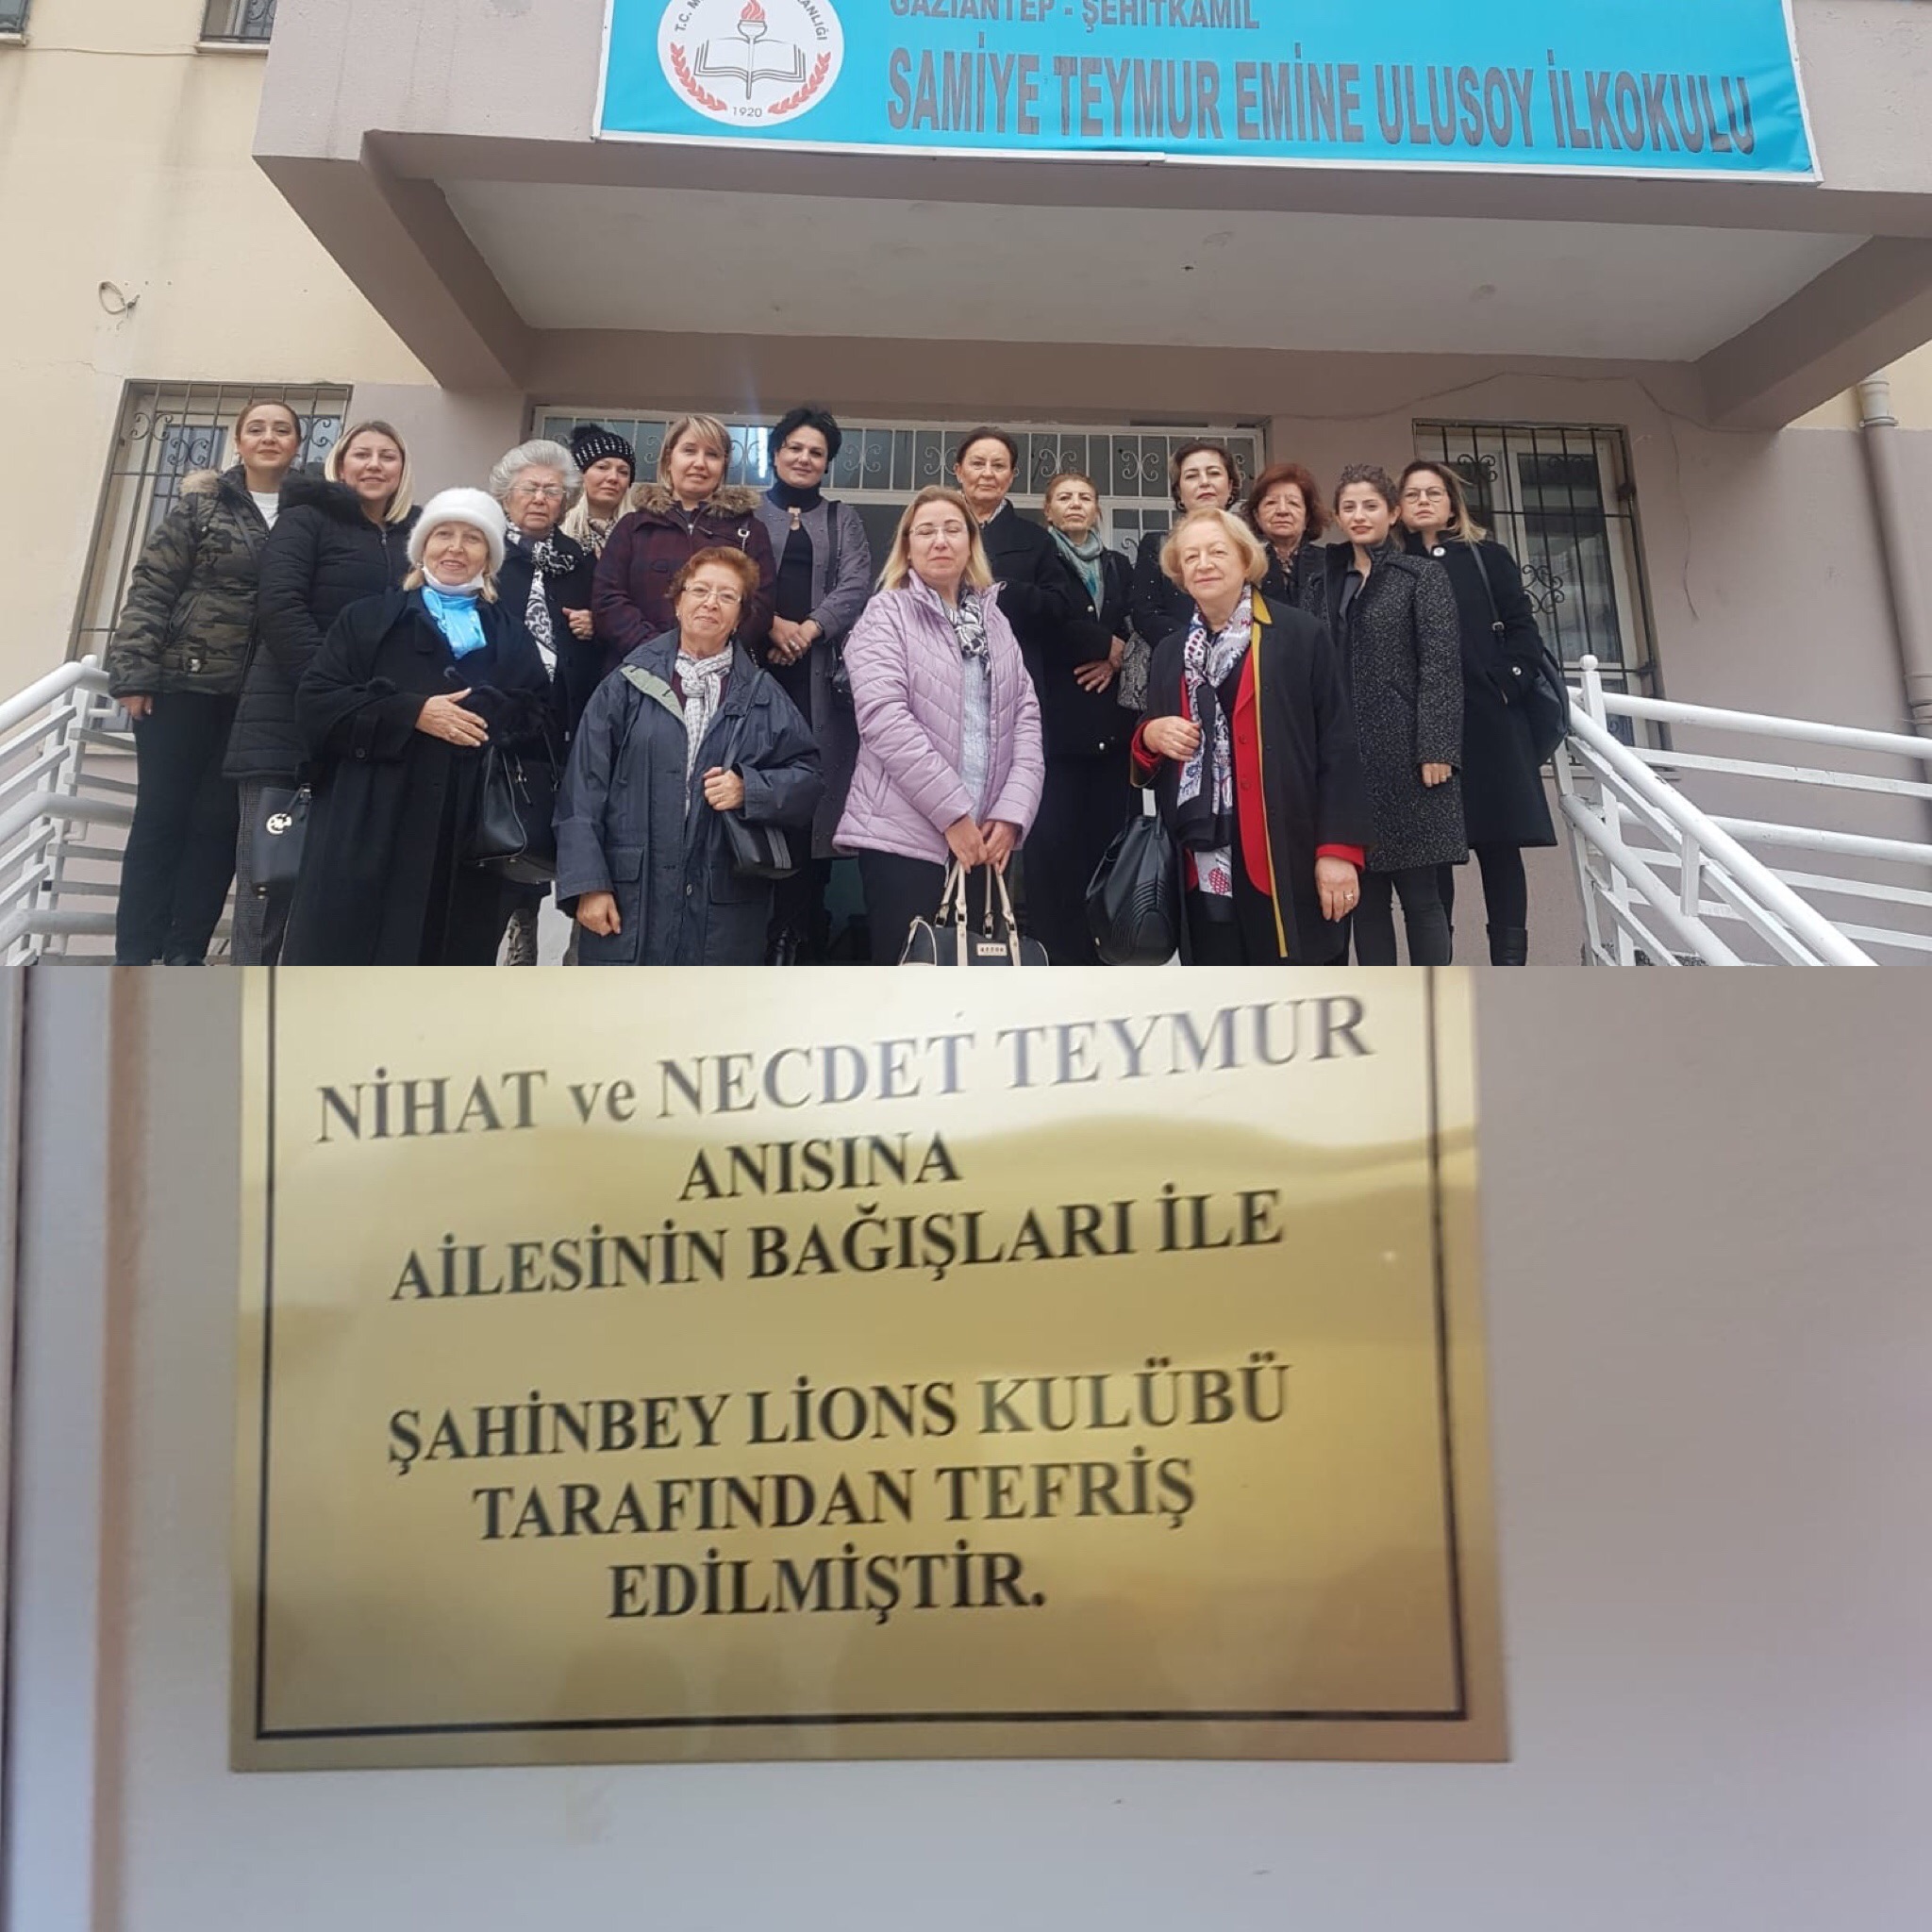 GAZİANTEP - ŞEHİTKAMİL
SAMİYE TEYMUR EMİNE ULUSOY İLKOKULU
T.C. M
ANLIĞI
1920
NİHAT ve NECDET TEYMUR
ANISINA
AİLESİNİN BAĞIŞLARI İLE
ŞAHİNBEY LİONS KULÜBÜ
TARAFINDAN TEFRİŞ
EDİLMİŞTİR.